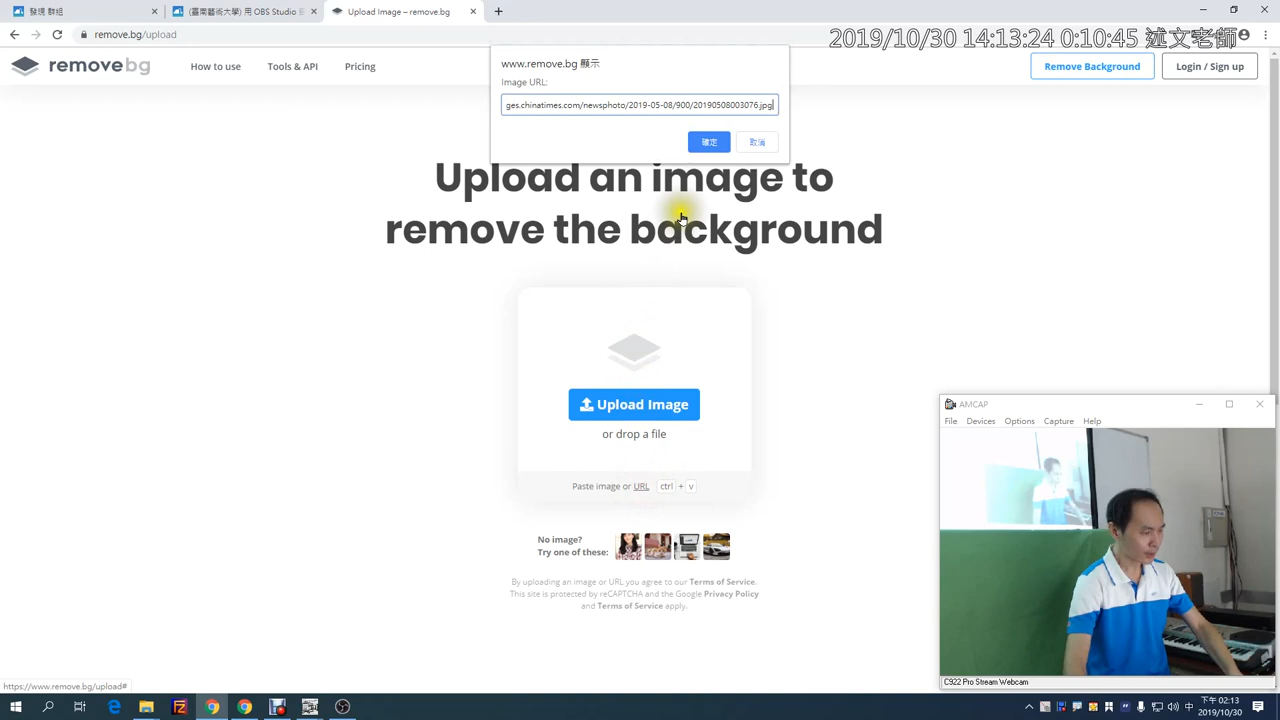 發現 群組
(臺南藝術大學) 用 OBS Studio
Upload Image – remove.bg
remove.bg/upload
2019/10/30 14:13:24 0:10:45 述文老師
removebg
How to use
Tools & API
Pricing
Remove Background
Login / Sign up
www.remove.bg 顯示
Image URL:
ges.chinatimes.com/newsphoto/2019-05-08/900/20190508003076.jpg
確定
取消
Upload an image to
remove the background
Upload Image
or drop a file
Paste image or URL ctrl + v
No image?
Try one of these:
By uploading an image or URL you agree to our Terms of Service.
This site is protected by reCAPTCHA and the Google Privacy Policy
and Terms of Service apply.
AMCAP
File Devices Options Capture Help
C922 Pro Stream Webcam
https://www.remove.bg/upload#
中
下午 02:13
2019/10/30